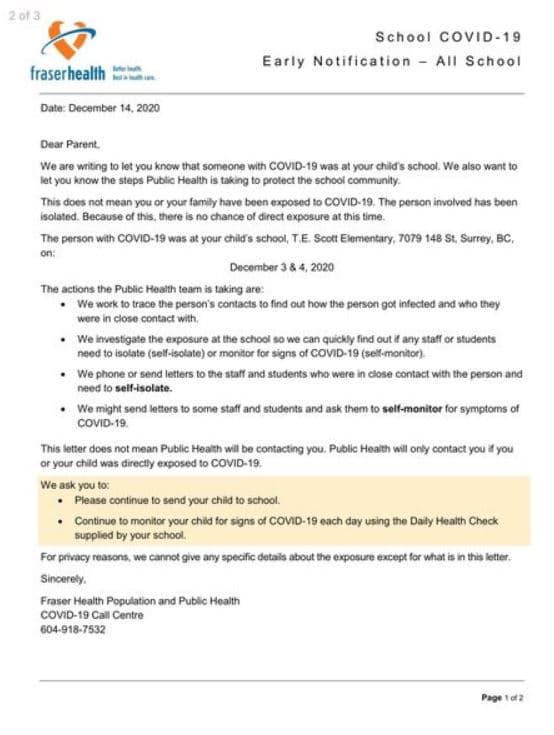 2 of 3
School COVID-19
Early Notification – All School
fraserhealth
Better health.
Best in health care.
Date: December 14, 2020
Dear Parent,
We are writing to let you know that someone with COVID-19 was at your child's school. We also want to
let you know the steps Public Health is taking to protect the school community.
This does not mean you or your family have been exposed to COVID-19. The person involved has been
isolated. Because of this, there is no chance of direct exposure at this time.
The person with COVID-19 was at your child's school, T.E. Scott Elementary, 7079 148 St, Surrey, BC,
on:
December 3 & 4, 2020
The actions the Public Health team is taking are:
• We work to trace the person's contacts to find out how the person got infected and who they
were in close contact with.
• We investigate the exposure at the school so we can quickly find out if any staff or students
need to isolate (self-isolate) or monitor for signs of COVID-19 (self-monitor).
• We phone or send letters to the staff and students who were in close contact with the person and
need to self-isolate.
• We might send letters to some staff and students and ask them to self-monitor for symptoms of
COVID-19.
This letter does not mean Public Health will be contacting you. Public Health will only contact you if you
or your child was directly exposed to COVID-19.
We ask you to:
• Please continue to send your child to school.
• Continue to monitor your child for signs of COVID-19 each day using the Daily Health Check
supplied by your school.
For privacy reasons, we cannot give any specific details about the exposure except for what is in this letter.
Sincerely,
Fraser Health Population and Public Health
COVID-19 Call Centre
604-918-7532
Page 1 of 2